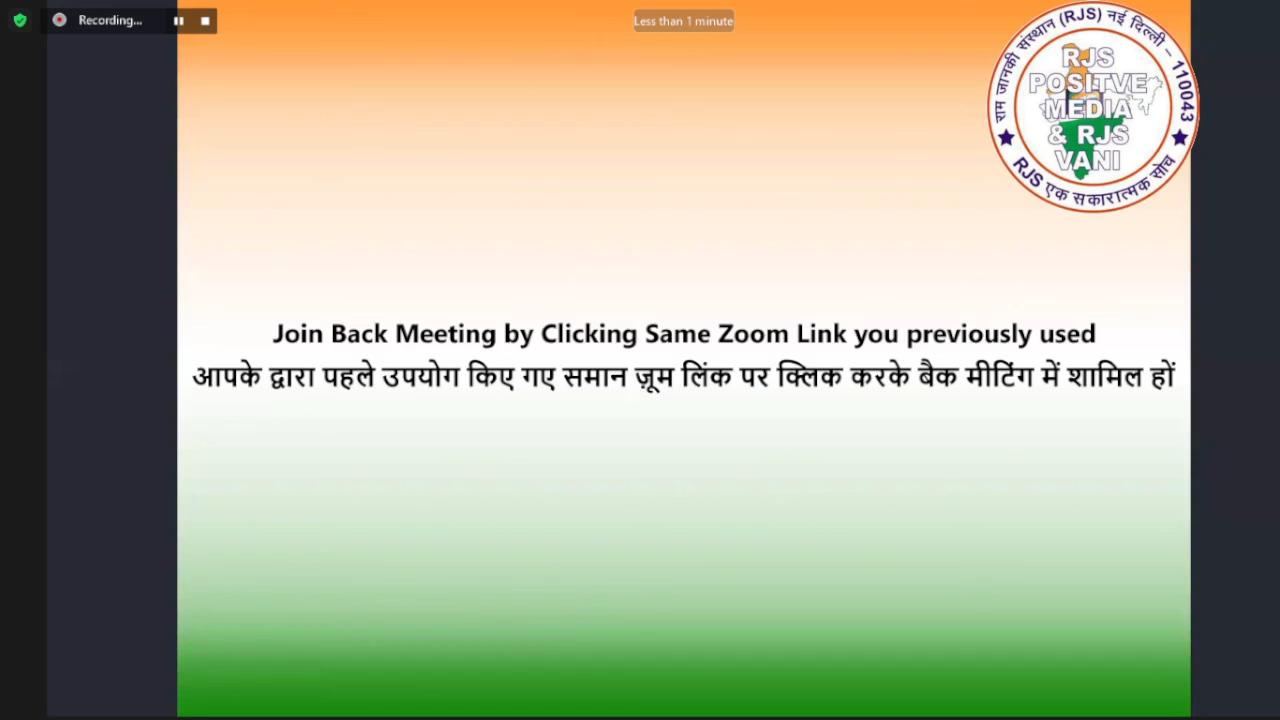 Recording...
Less than 1 minute
राम जानकी संस्थान (RJS) नई दिल्ली – 110043
RJS
POSITVE
MEDIA
& RJS
VANI
RJS एक सकारात्मक सोच
Join Back Meeting by Clicking Same Zoom Link you previously used
आपके द्वारा पहले उपयोग किए गए समान ज़ूम लिंक पर क्लिक करके बैक मीटिंग में शामिल हों